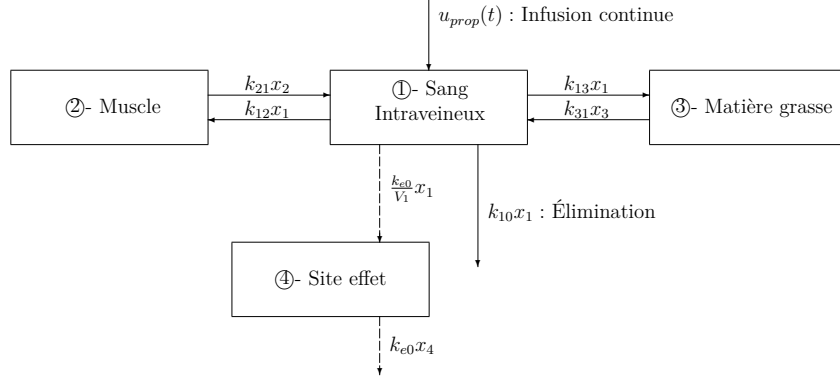 u_{prop}(t) : Infusion continue
②- Muscle
k_{21}x_2
k_{12}x_1
①- Sang
Intraveineux
k_{13}x_1
k_{31}x_3
③- Matière grasse
\frac{k_{e0}}{V_1}x_1
k_{10}x_1 : Élimination
④- Site effet
k_{e0}x_4